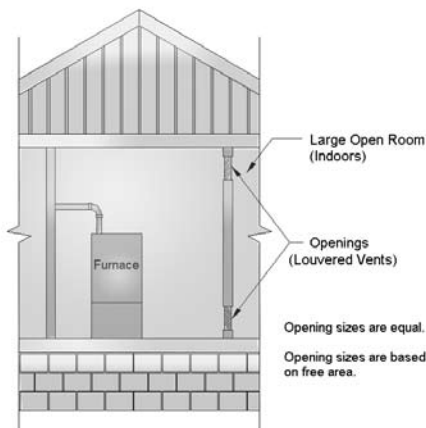 Large Open Room
(Indoors)
Furnace
Openings
(Louvered Vents)
Opening sizes are equal.
Opening sizes are based
on free area.